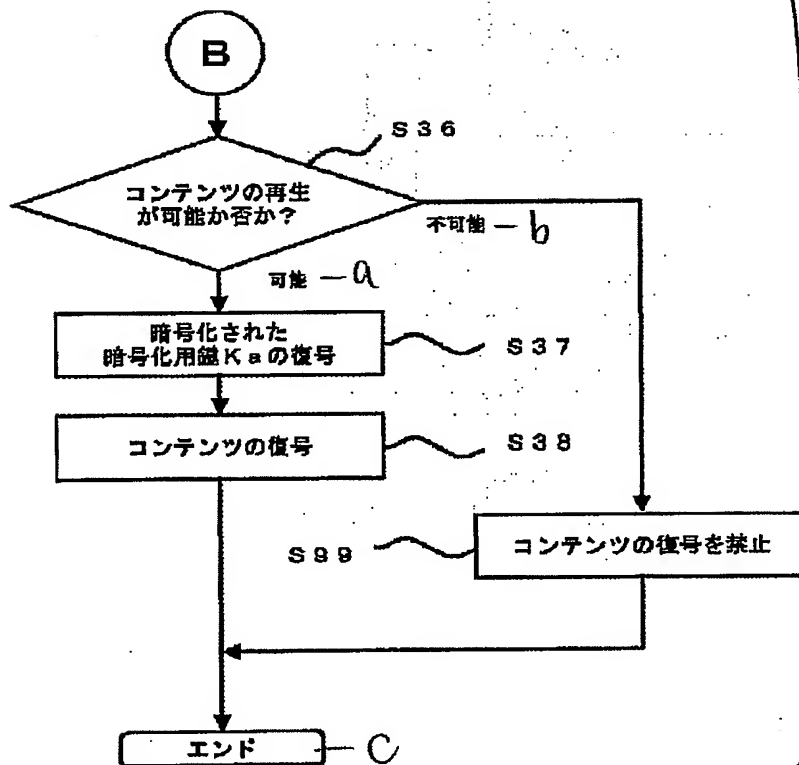 B
S36
コンテンツの再生
が可能か否か?
不可能 — b
可能 — a
暗号化された
暗号化用鍵Kaの復号
S37
コンテンツの復号
S38
S99
コンテンツの復号を禁止
エンド — C